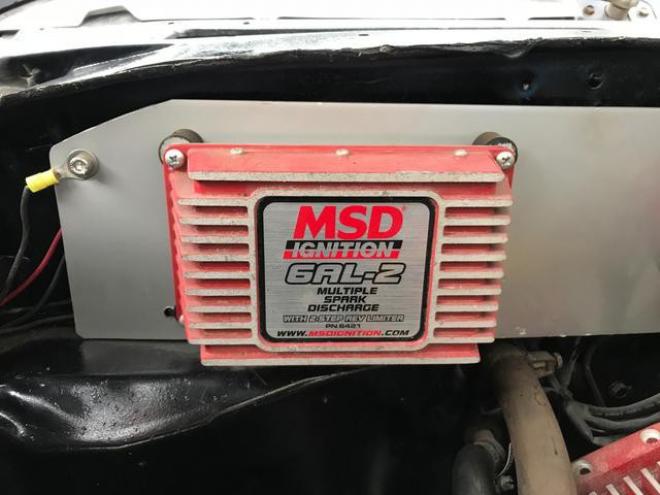 MSD
IGNITION
6AL-2
MULTIPLE
SPARK
DISCHARGE
WITH 2-STEP REV LIMITER
PN 6421
WWW.MSDIGNITION.COM